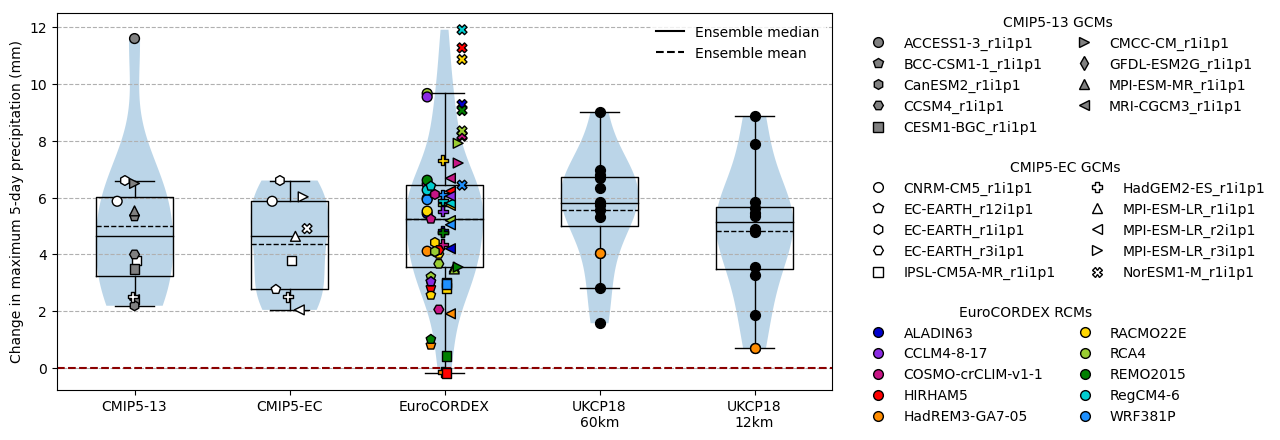 Change in maximum 5-day precipitation (mm)
12
10
8
6
4
2
0
Ensemble median
Ensemble mean
CMIP5-13
CMIP5-EC
EuroCORDEX
UKCP18
60km
UKCP18
12km
CMIP5-13 GCMs
ACCESS1-3_r1i1p1
BCC-CSM1-1_r1i1p1
CanESM2_r1i1p1
CCSM4_r1i1p1
CESM1-BGC_r1i1p1
CMCC-CM_r1i1p1
GFDL-ESM2G_r1i1p1
MPI-ESM-MR_r1i1p1
MRI-CGCM3_r1i1p1
CMIP5-EC GCMs
CNRM-CM5_r1i1p1
EC-EARTH_r12i1p1
EC-EARTH_r1i1p1
EC-EARTH_r3i1p1
IPSL-CM5A-MR_r1i1p1
HadGEM2-ES_r1i1p1
MPI-ESM-LR_r1i1p1
MPI-ESM-LR_r2i1p1
MPI-ESM-LR_r3i1p1
NorESM1-M_r1i1p1
EuroCORDEX RCMs
ALADIN63
CCLM4-8-17
COSMO-crCLIM-v1-1
HIRHAM5
HadREM3-GA7-05
RACMO22E
RCA4
REMO2015
RegCM4-6
WRF381P